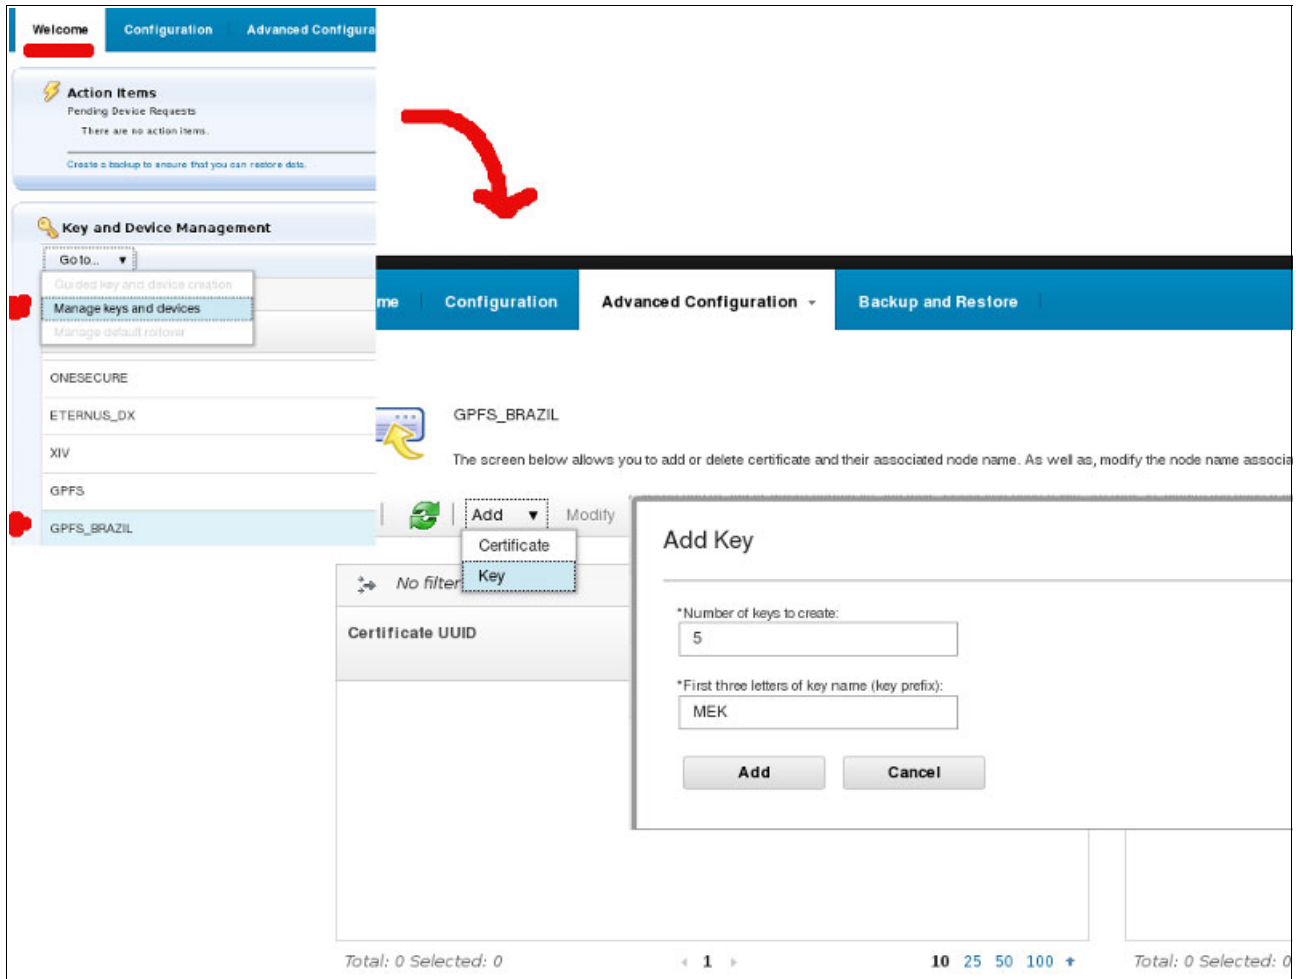 Welcome Configuration Advanced Configura
Action Items
Pending Device Requests
There are no action items.
Create a backup to ensure that you can restore data.
Key and Device Management
Go to... ▼
Guided key and device creation
Manage keys and devices
Manage default rollover
ONESECURE
ETERNUS_DX
XIV
GPFS
GPFS_BRAZIL
me Configuration Advanced Configuration Backup and Restore
GPFS_BRAZIL
The screen below allows you to add or delete certificate and their associated node name. As well as, modify the node name associa
Add ▼ Modify
Certificate
Key
No filter
Certificate UUID
Add Key
*Number of keys to create:
5
*First three letters of key name (key prefix):
MEK
Add Cancel
Total: 0 Selected: 0 1 10 25 50 100 Total: 0 Selected: 0